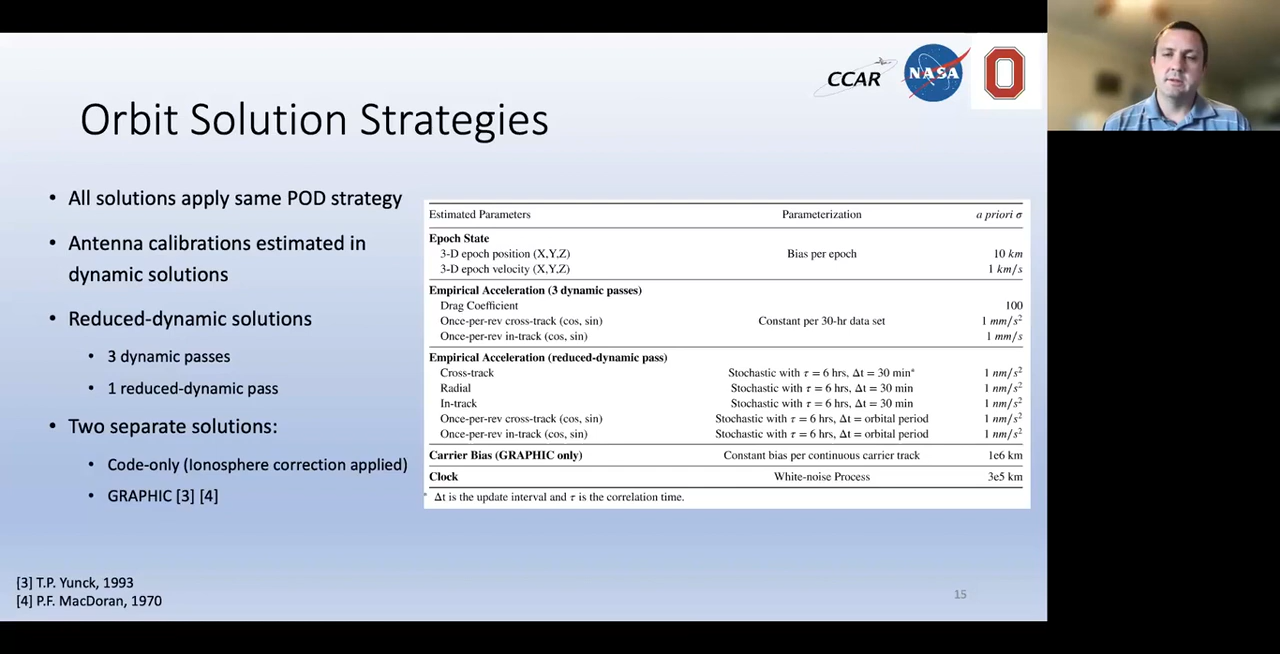 CCAR
NASA
O
Orbit Solution Strategies
• All solutions apply same POD strategy
• Antenna calibrations estimated in
dynamic solutions
• Reduced-dynamic solutions
• 3 dynamic passes
• 1 reduced-dynamic pass
• Two separate solutions:
• Code-only (Ionosphere correction applied)
• GRAPHIC [3] [4]
Estimated Parameters Parameterization a priori σ
Epoch State
3-D epoch position (X,Y,Z) Bias per epoch 10 km
3-D epoch velocity (X,Y,Z) 1 km/s
Empirical Acceleration (3 dynamic passes)
Drag Coefficient 100
Once-per-rev cross-track (cos, sin) Constant per 30-hr data set 1 mm/s²
Once-per-rev in-track (cos, sin) 1 mm/s
Empirical Acceleration (reduced-dynamic pass)
Cross-track Stochastic with τ = 6 hrs, Δt = 30 min* 1 nm/s²
Radial Stochastic with τ = 6 hrs, Δt = 30 min 1 nm/s²
In-track Stochastic with τ = 6 hrs, Δt = 30 min 1 nm/s²
Once-per-rev cross-track (cos, sin) Stochastic with τ = 6 hrs, Δt = orbital period 1 nm/s²
Once-per-rev in-track (cos, sin) Stochastic with τ = 6 hrs, Δt = orbital period 1 nm/s²
Carrier Bias (GRAPHIC only) Constant bias per continuous carrier track 1e6 km
Clock White-noise Process 3e5 km
* Δt is the update interval and τ is the correlation time.
[3] T.P. Yunck, 1993
[4] P.F. MacDoran, 1970
15